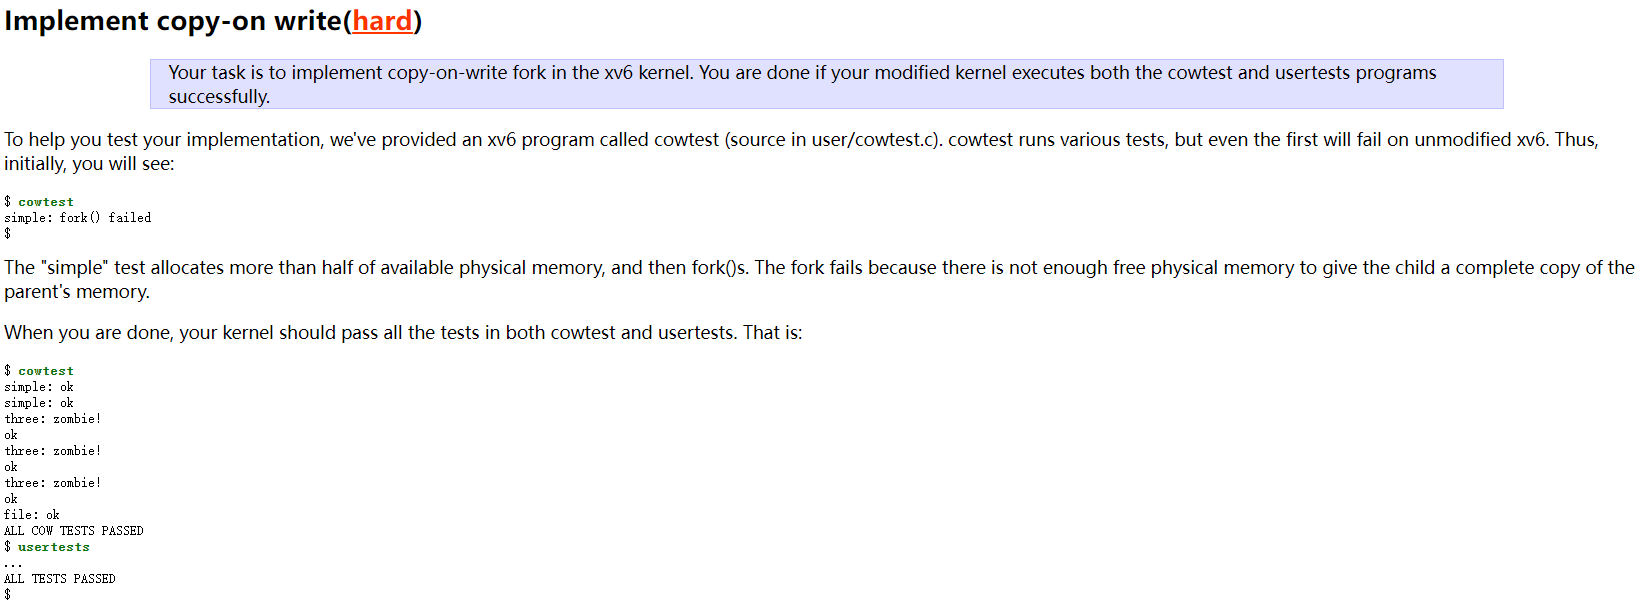 Implement copy-on write(hard)
Your task is to implement copy-on-write fork in the xv6 kernel. You are done if your modified kernel executes both the cowtest and usertests programs
successfully.
To help you test your implementation, we've provided an xv6 program called cowtest (source in user/cowtest.c). cowtest runs various tests, but even the first will fail on unmodified xv6. Thus,
initially, you will see:
$ cowtest
simple: fork() failed
$
The "simple" test allocates more than half of available physical memory, and then fork()s. The fork fails because there is not enough free physical memory to give the child a complete copy of the
parent's memory.
When you are done, your kernel should pass all the tests in both cowtest and usertests. That is:
$ cowtest
simple: ok
simple: ok
three: zombie!
ok
three: zombie!
ok
three: zombie!
ok
file: ok
ALL COW TESTS PASSED
$ usertests
...
ALL TESTS PASSED
$